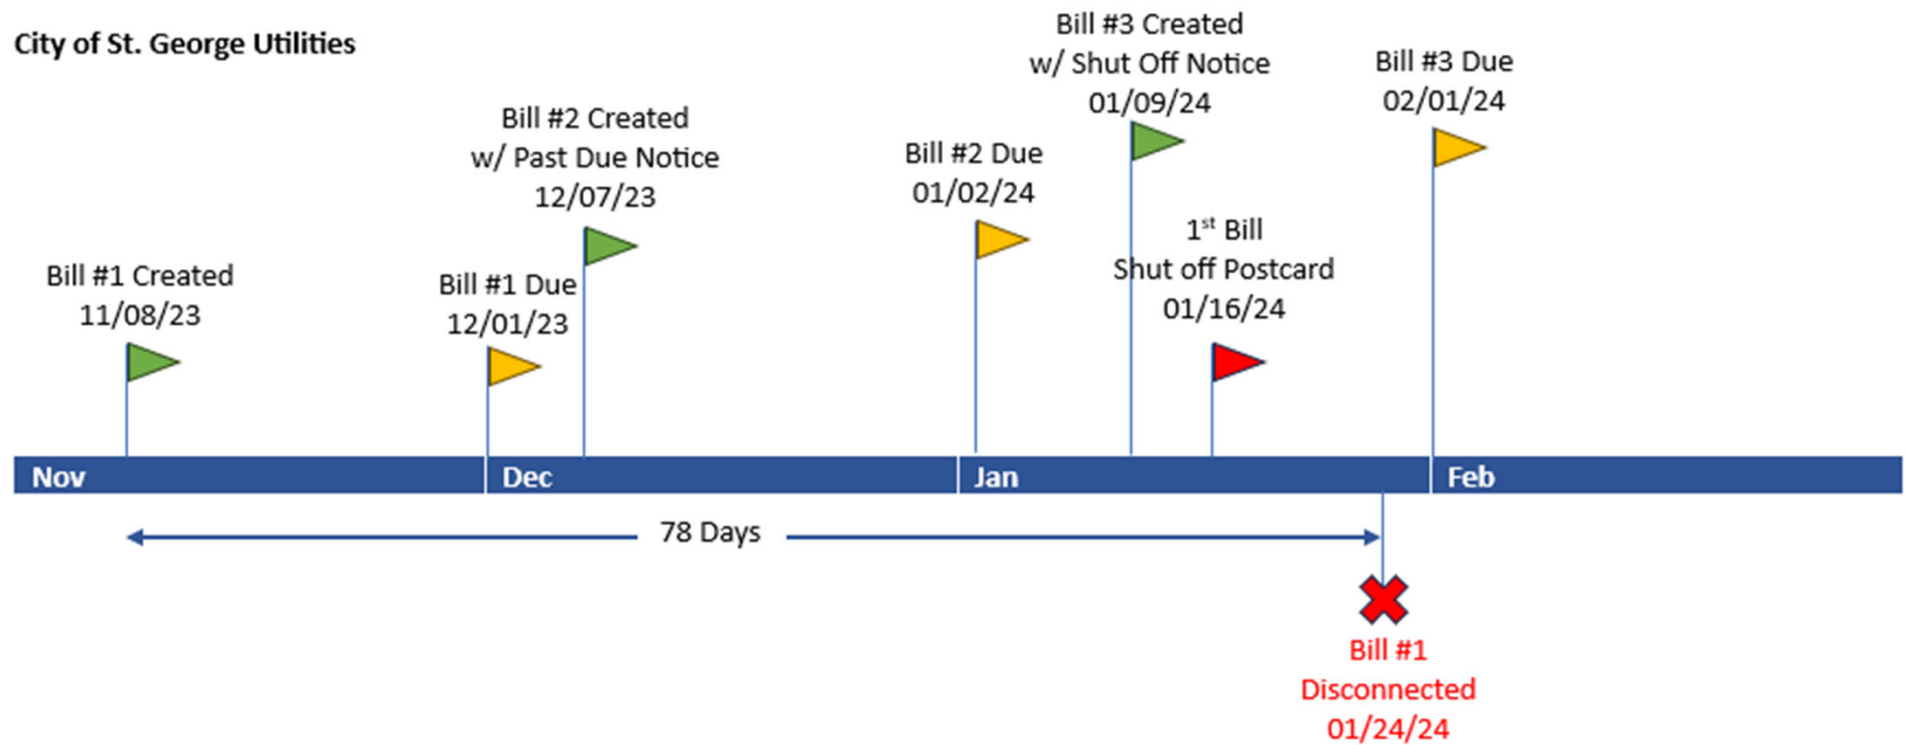 City of St. George Utilities
Bill #1 Created
11/08/23
Bill #1 Due
12/01/23
Bill #2 Created
w/ Past Due Notice
12/07/23
Bill #2 Due
01/02/24
Bill #3 Created
w/ Shut Off Notice
01/09/24
1st Bill
Shut off Postcard
01/16/24
Bill #3 Due
02/01/24
Nov
Dec
Jan
Feb
78 Days
Bill #1
Disconnected
01/24/24